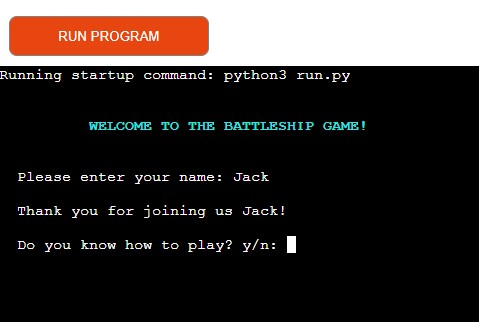 RUN PROGRAM
Running startup command: python3 run.py
WELCOME TO THE BATTLESHIP GAME!
Please enter your name: Jack
Thank you for joining us Jack!
Do you know how to play? y/n: